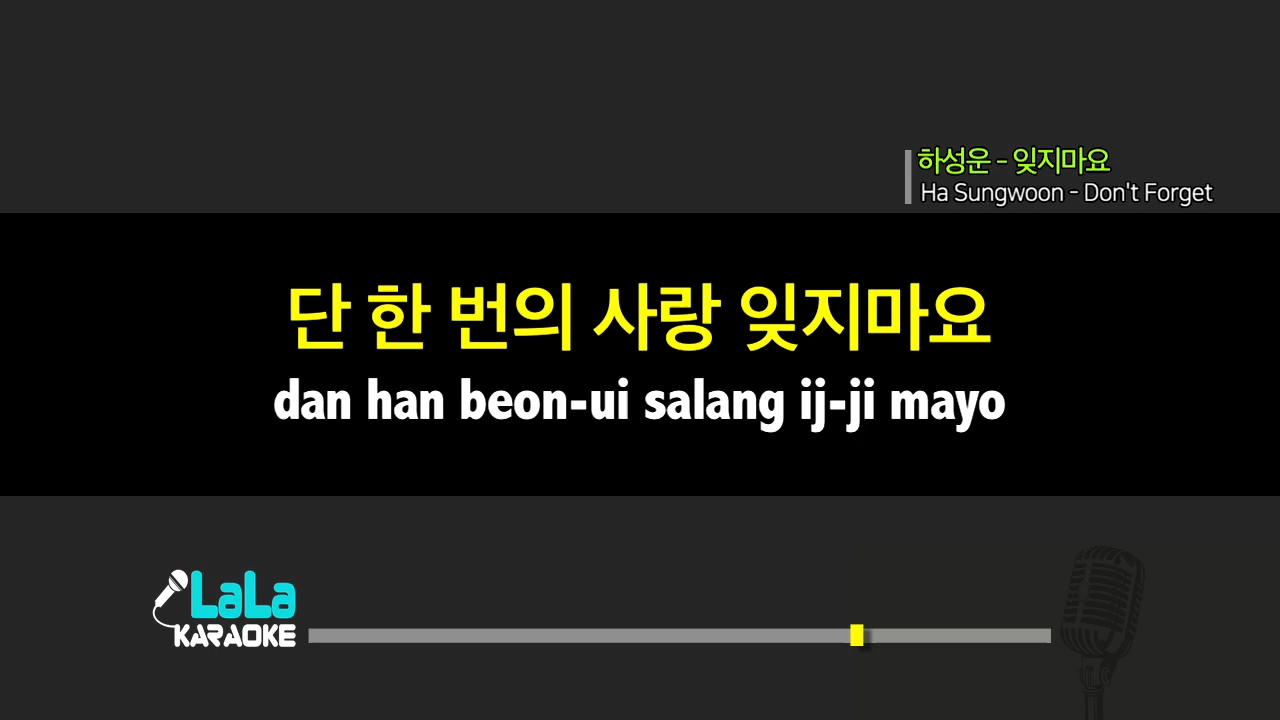 하성운 - 잊지마요
Ha Sungwoon - Don't Forget
단 한 번의 사랑 잊지마요
dan han beon-ui salang ij-ji mayo
LaLa
KARAOKE